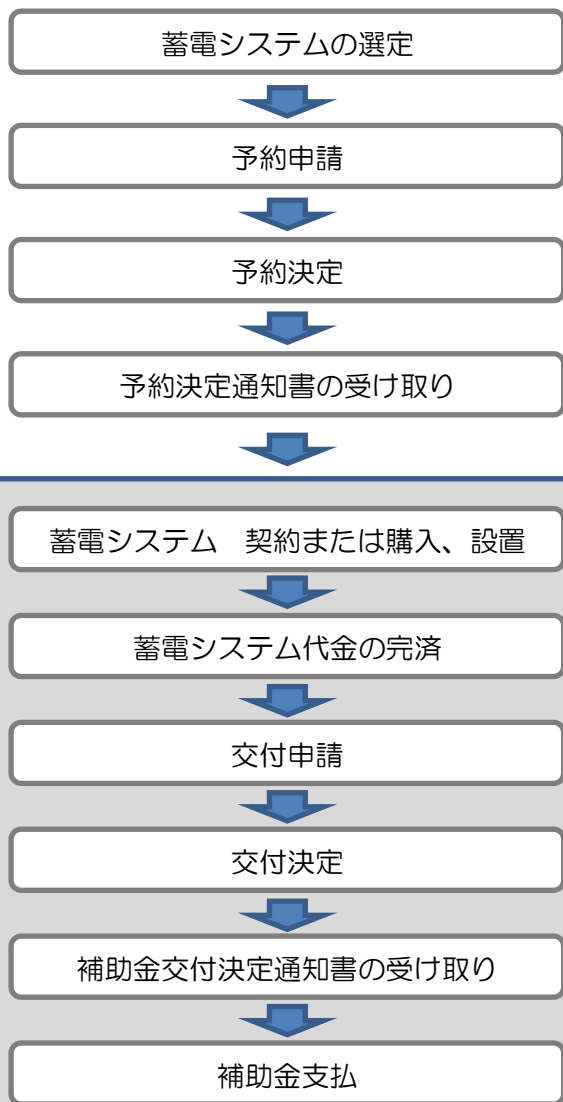 蓄電システムの選定
予約申請
予約決定
予約決定通知書の受け取り
蓄電システム　契約または購入、設置
蓄電システム代金の完済
交付申請
交付決定
補助金交付決定通知書の受け取り
補助金支払